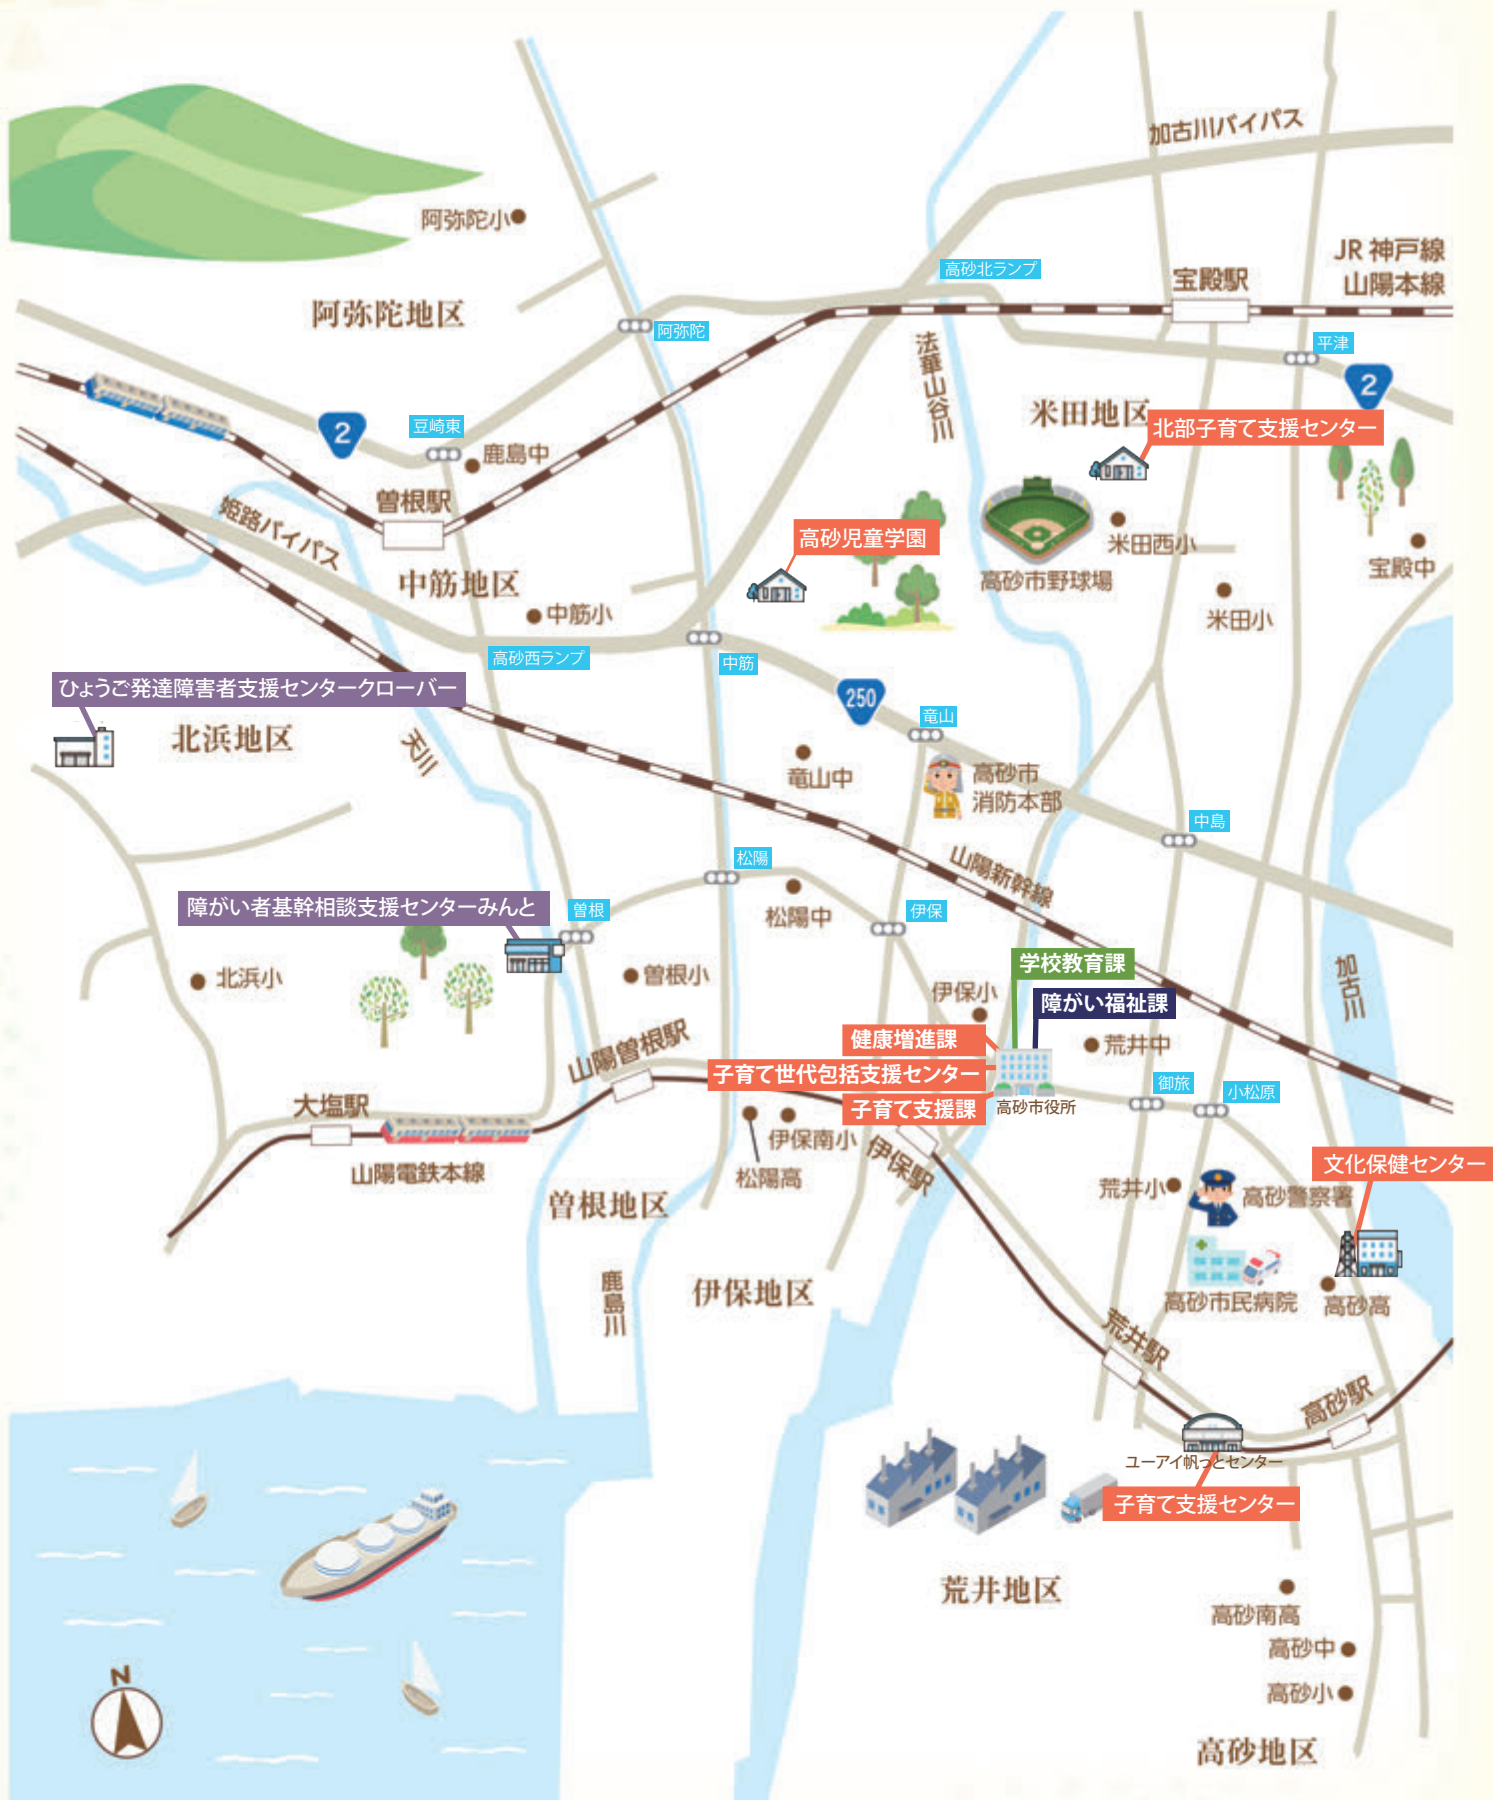 加古川バイパス
阿弥陀小
JR 神戸線
山陽本線
高砂北ランプ
宝殿駅
阿弥陀地区
阿弥陀
平津
法華山谷川
2
2
米田地区
豆崎東
北部子育て支援センター
鹿島中
曽根駅
姫路バイパス
高砂児童学園
米田西小
宝殿中
中筋地区
高砂市野球場
米田小
中筋小
高砂西ランプ
中筋
ひょうご発達障害者支援センタークローバー
250
竜山
北浜地区
天川
竜山中
高砂市
消防本部
中島
松陽
山陽新幹線
障がい者基幹相談支援センターみんと
曽根
松陽中
伊保
北浜小
曽根小
学校教育課
加古川
伊保小
障がい福祉課
健康増進課
荒井中
山陽曽根駅
子育て世代包括支援センター
御旅
小松原
大塩駅
子育て支援課
高砂市役所
伊保南小
伊保駅
山陽電鉄本線
松陽高
文化保健センター
荒井小
高砂警察署
曽根地区
鹿島川
伊保地区
高砂市民病院
高砂高
荒井駅
高砂駅
ユーアイ帆っとセンター
子育て支援センター
荒井地区
高砂南高
高砂中
N
高砂小
高砂地区